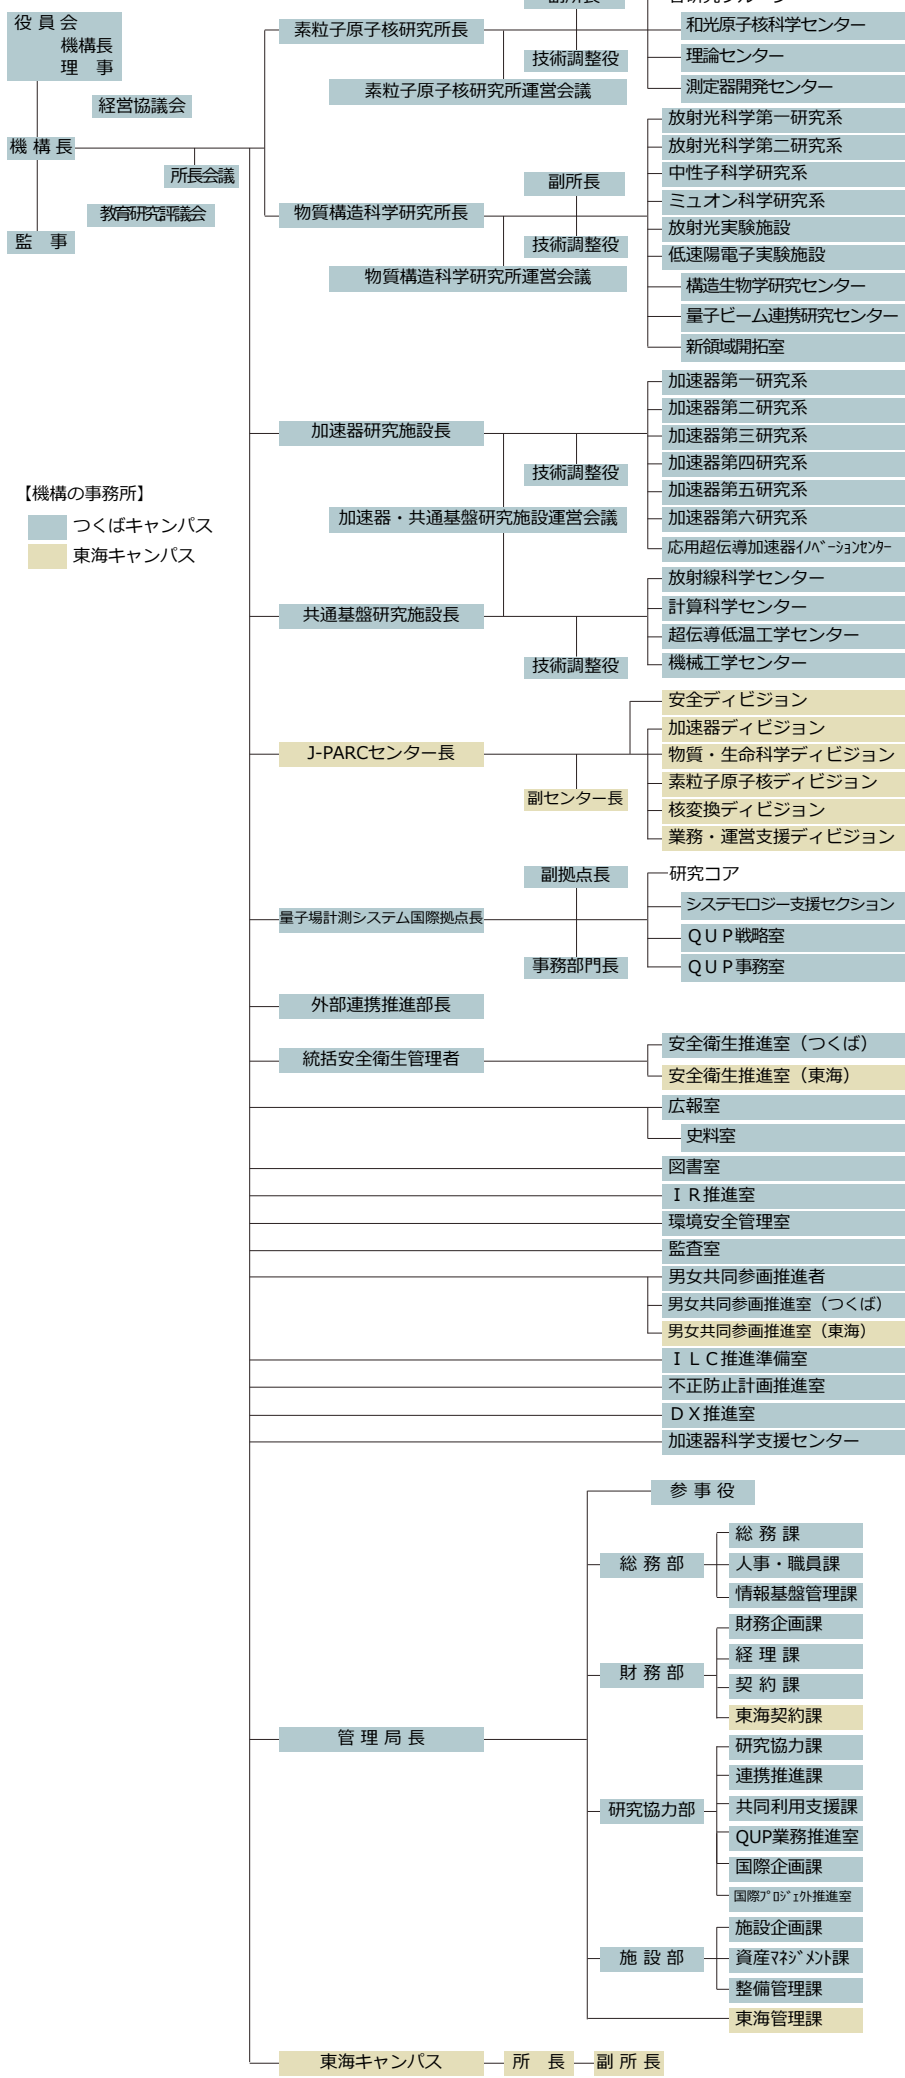 役 員 会
機構長
理　事
経営協議会
機 構 長
所長会議
教育研究評議会
監　事
【機構の事務所】
つくばキャンパス
東海キャンパス
素粒子原子核研究所長
技術調整役
素粒子原子核研究所運営会議
和光原子核科学センター
理論センター
測定器開発センター
物質構造科学研究所長
副所長
技術調整役
物質構造科学研究所運営会議
放射光科学第一研究系
放射光科学第二研究系
中性子科学研究系
ミュオン科学研究系
放射光実験施設
低速陽電子実験施設
構造生物学研究センター
量子ビーム連携研究センター
新領域開拓室
加速器研究施設長
技術調整役
加速器・共通基盤研究施設運営会議
加速器第一研究系
加速器第二研究系
加速器第三研究系
加速器第四研究系
加速器第五研究系
加速器第六研究系
応用超伝導加速器ｲﾉﾍﾞｰｼｮﾝｾﾝﾀｰ
共通基盤研究施設長
技術調整役
放射線科学センター
計算科学センター
超伝導低温工学センター
機械工学センター
J-PARCセンター長
副センター長
安全ディビジョン
加速器ディビジョン
物質・生命科学ディビジョン
素粒子原子核ディビジョン
核変換ディビジョン
業務・運営支援ディビジョン
量子場計測システム国際拠点長
副拠点長
事務部門長
研究コア
システモロジー支援セクション
ＱＵＰ戦略室
ＱＵＰ事務室
外部連携推進部長
統括安全衛生管理者
安全衛生推進室（つくば）
安全衛生推進室（東海）
広報室
史料室
図書室
ＩＲ推進室
環境安全管理室
監査室
男女共同参画推進者
男女共同参画推進室（つくば）
男女共同参画推進室（東海）
ＩＬＣ推進準備室
不正防止計画推進室
ＤＸ推進室
加速器科学支援センター
管 理 局 長
参 事 役
総 務 部
総 務 課
人事・職員課
情報基盤管理課
財 務 部
財務企画課
経 理 課
契 約 課
東海契約課
研究協力部
研究協力課
連携推進課
共同利用支援課
QUP業務推進室
国際企画課
国際ﾌﾟﾛｼﾞｪｸﾄ推進室
施 設 部
施設企画課
資産ﾏﾈｼﾞﾒﾝﾄ課
整備管理課
東海管理課
東海キャンパス
所　長
副 所 長